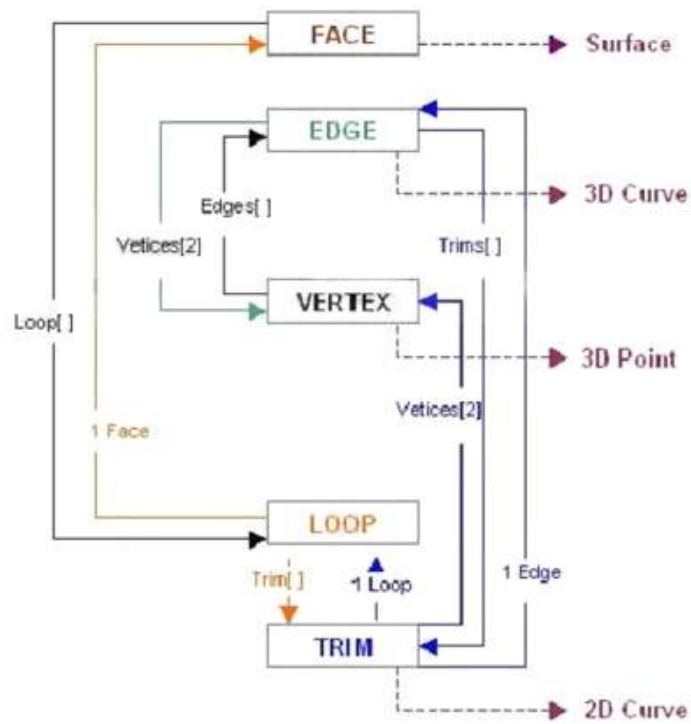 FACE
Surface
EDGE
3D Curve
Edges[ ]
Vetices[2]
Trims[ ]
VERTEX
Loop[ ]
3D Point
Vetices[2]
1 Face
LOOP
Trim[ ]
1 Loop
1 Edge
TRIM
2D Curve